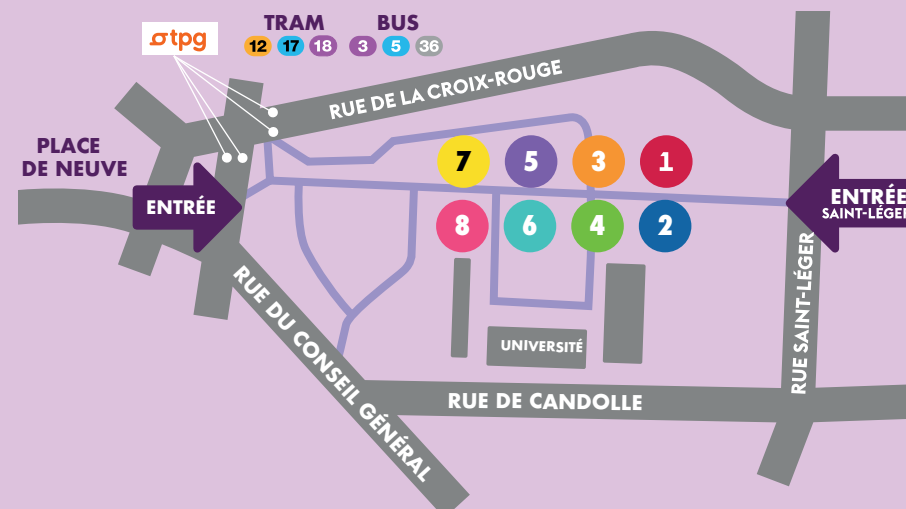 tpg
TRAM
12 17 18
BUS
3 5 36
RUE DE LA CROIX-ROUGE
PLACE
DE NEUVE
ENTRÉE
7 5 3 1
8 6 4 2
ENTRÉE
SAINT-LÉGER
RUE SAINT-LÉGER
RUE DU CONSEIL GÉNÉRAL
UNIVERSITÉ
RUE DE CANDOLLE